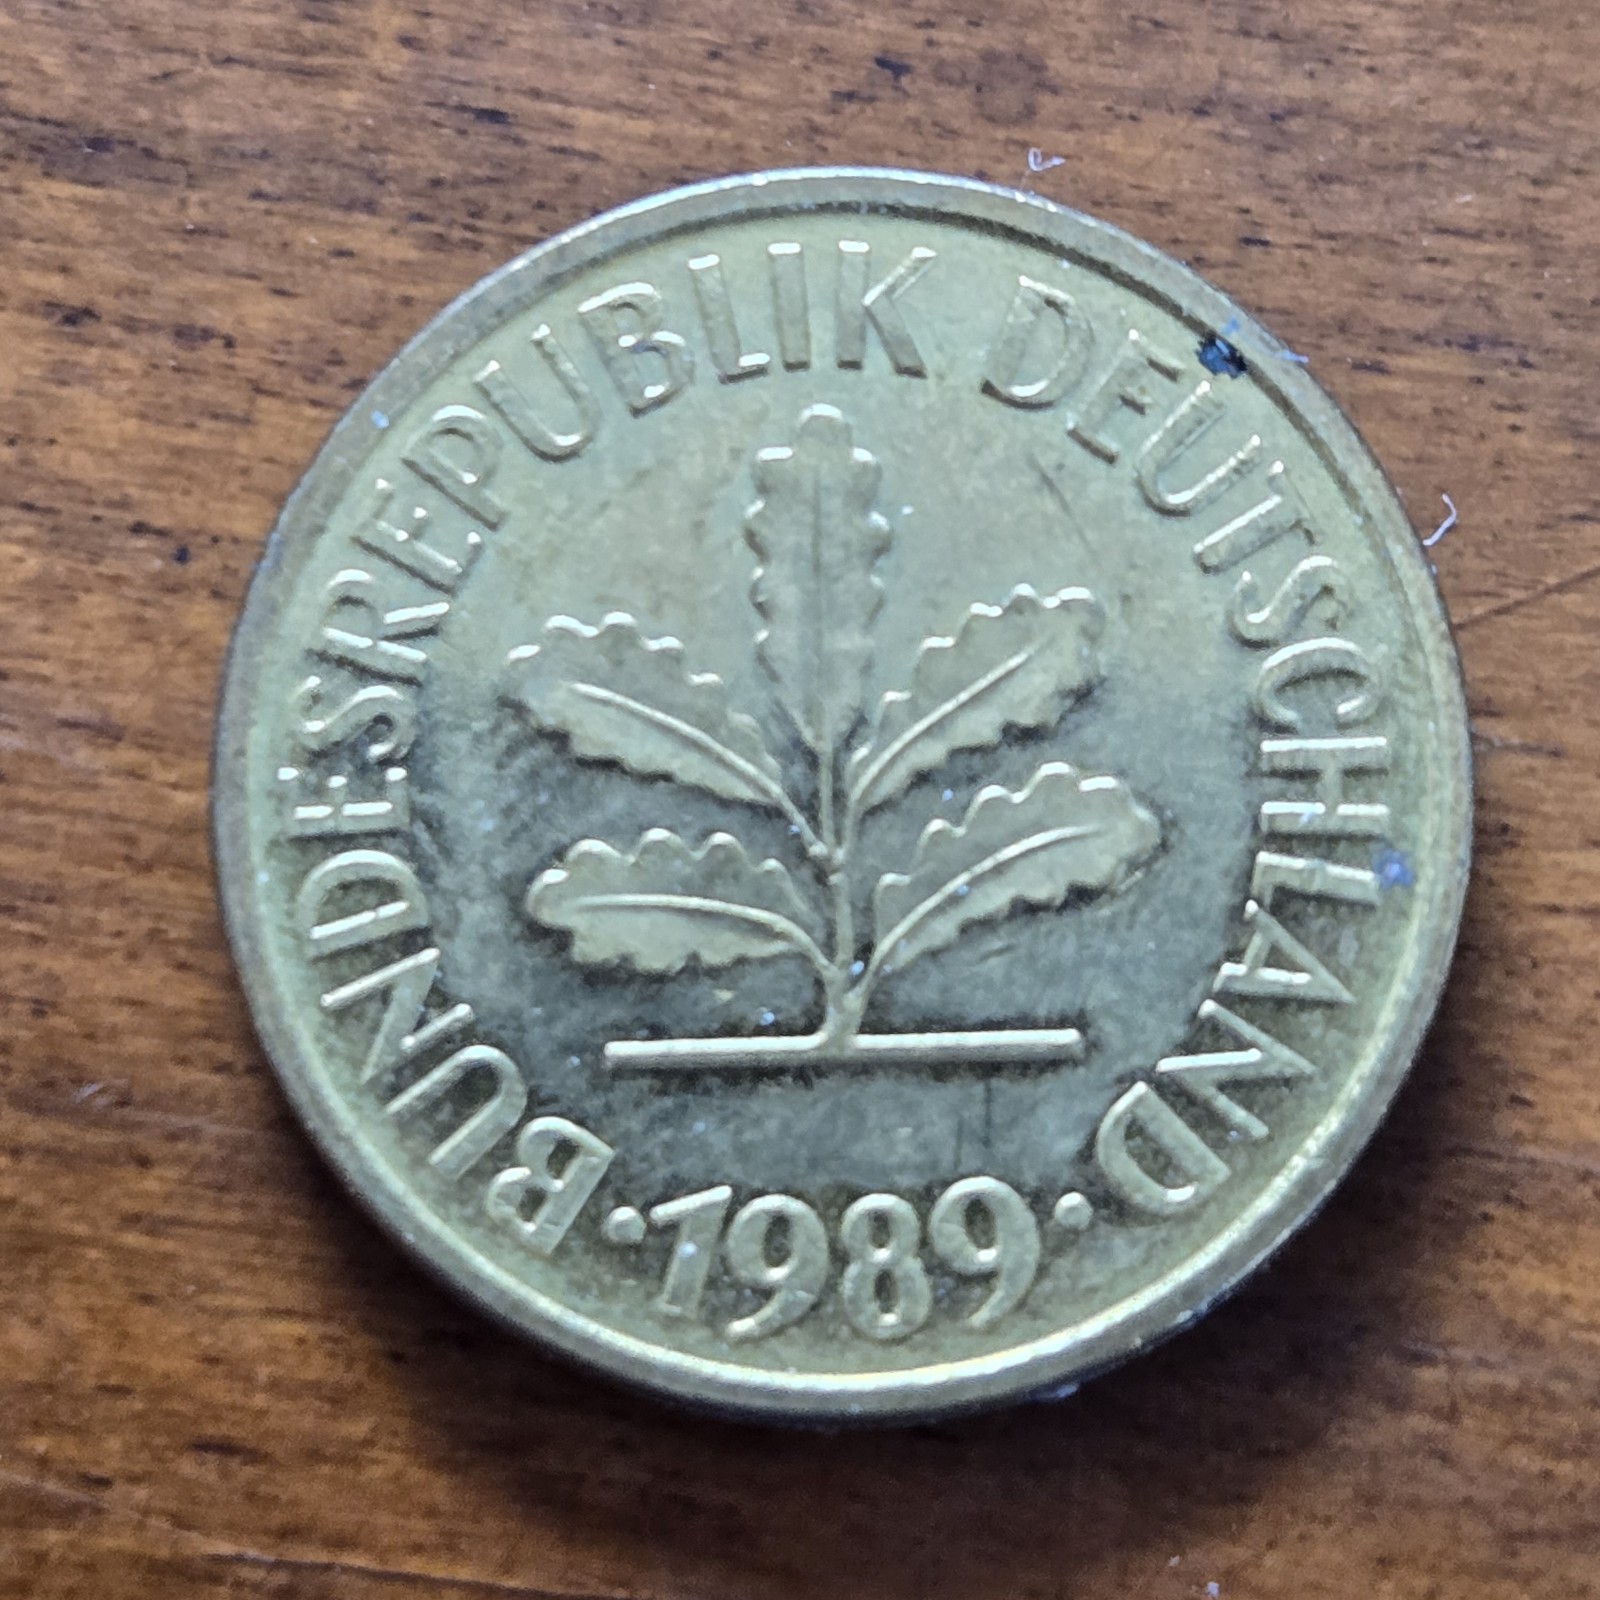 BUNDESREPUBLIK DEUTSCHLAND
· 1989 ·